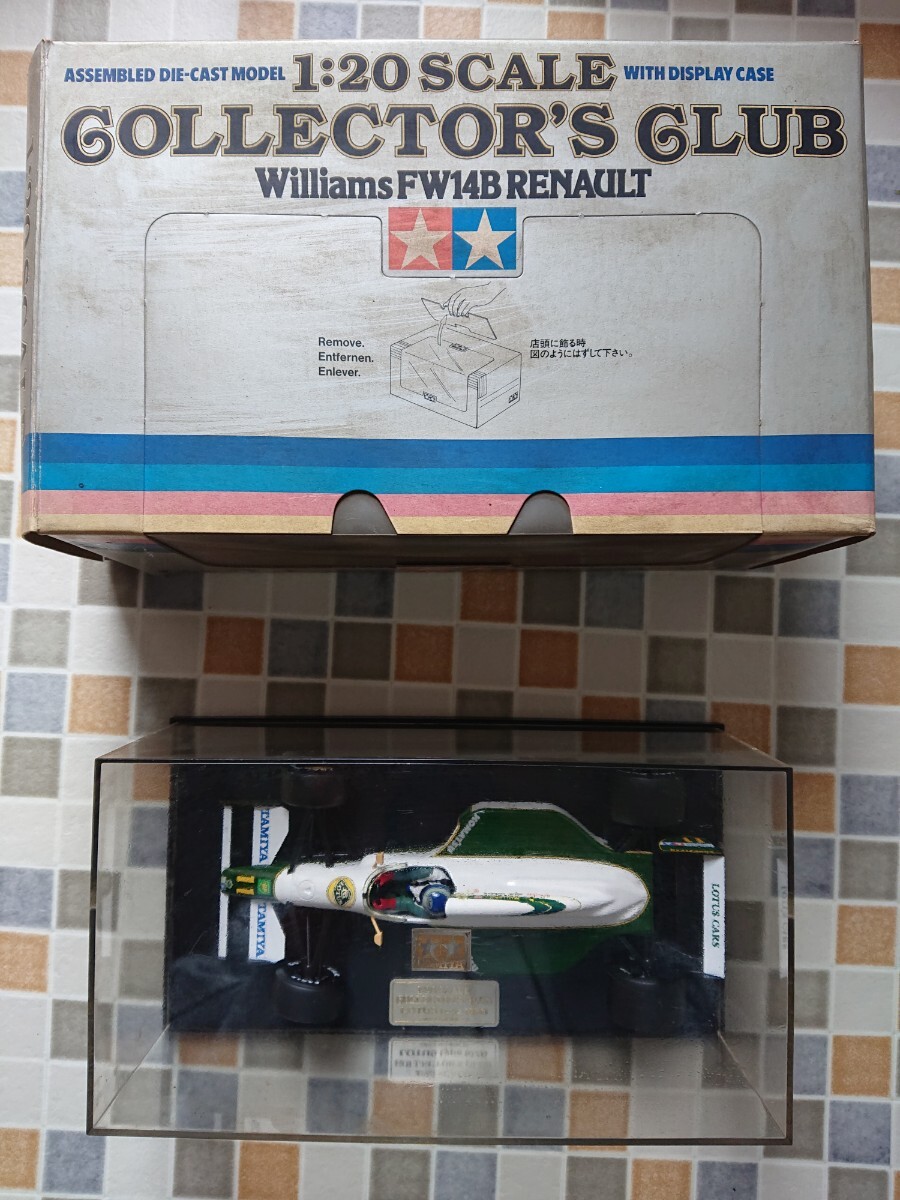 ASSEMBLED DIE-CAST MODEL 1:20 SCALE WITH DISPLAY CASE
COLLECTOR'S CLUB
Williams FW14B RENAULT
Remove.
Entfernen.
Enlever.
店頭に飾る時
図のようにはずして下さい。
TAMIYA
TAMIYA
11
KOMATSU
LOTUS CARS